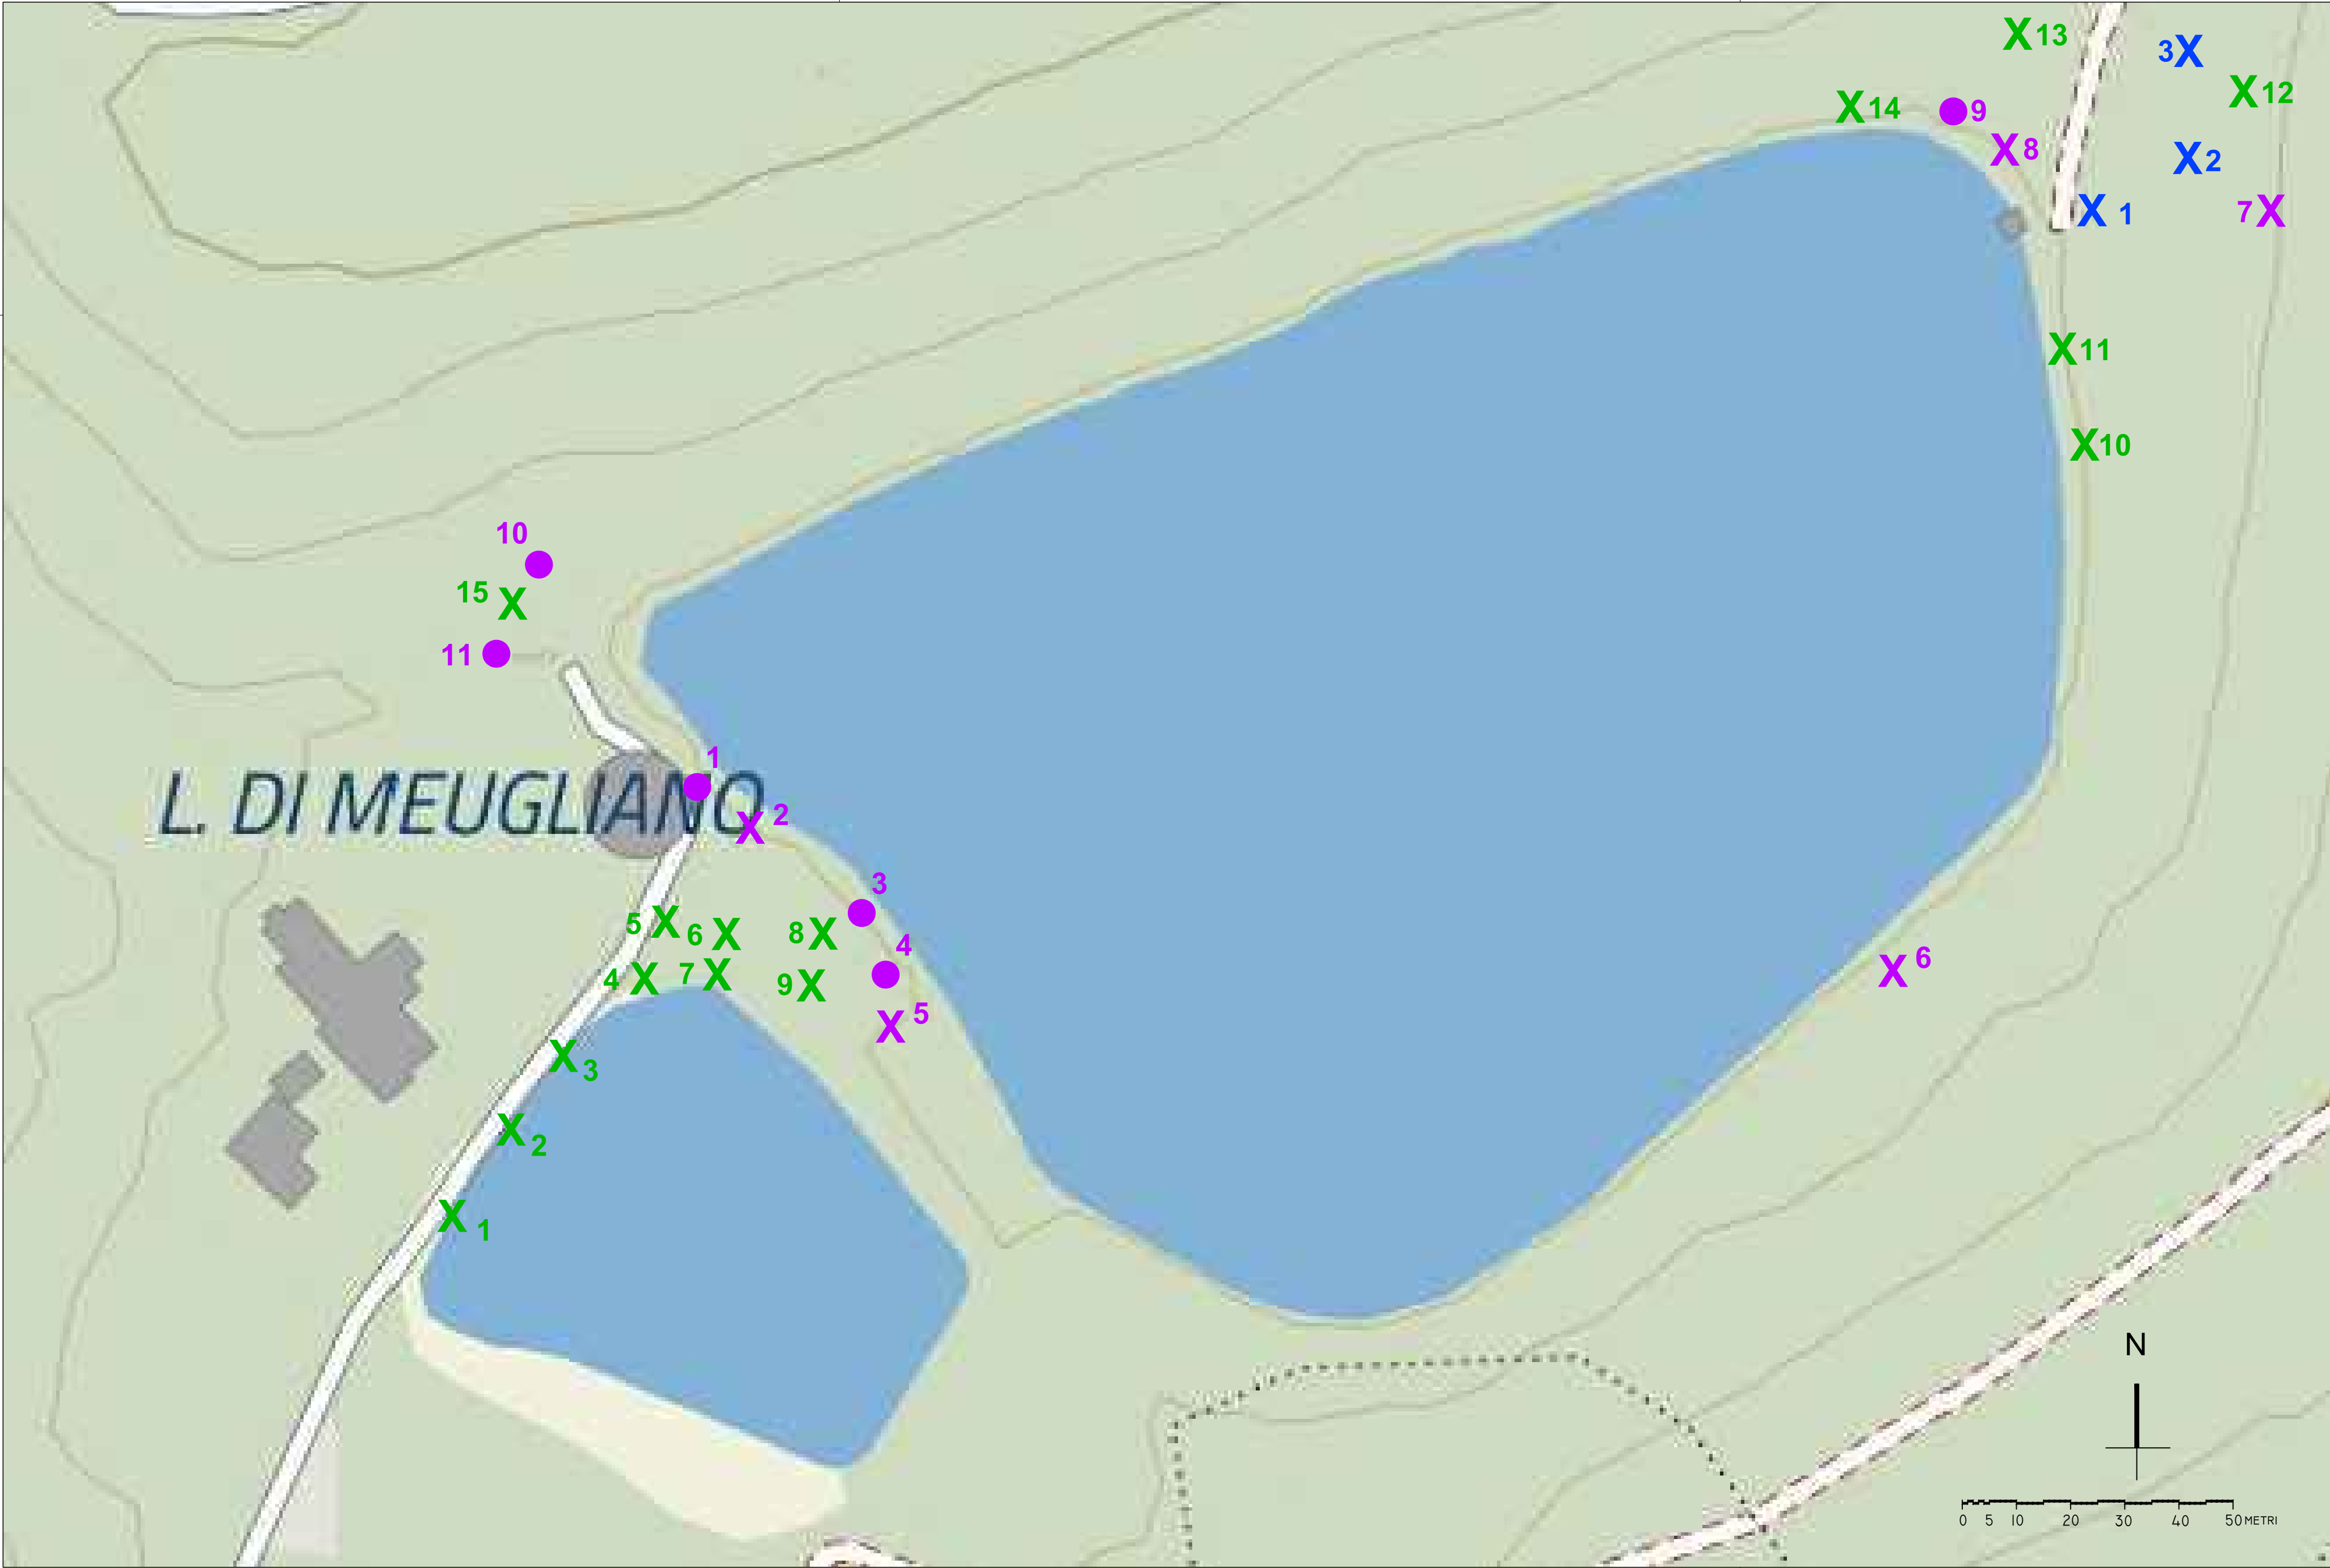 X13
3X
X12
X14
9
X8
X2
X 1
7X
X11
X10
10
15 X
11
1
L. DI MEUGLIANO
X 2
3
5 X
6 X
8 X
4
4 X
7 X
9 X
X 6
X 5
X 3
X 2
X 1
N
0 5 10 20 30 40 50 METRI